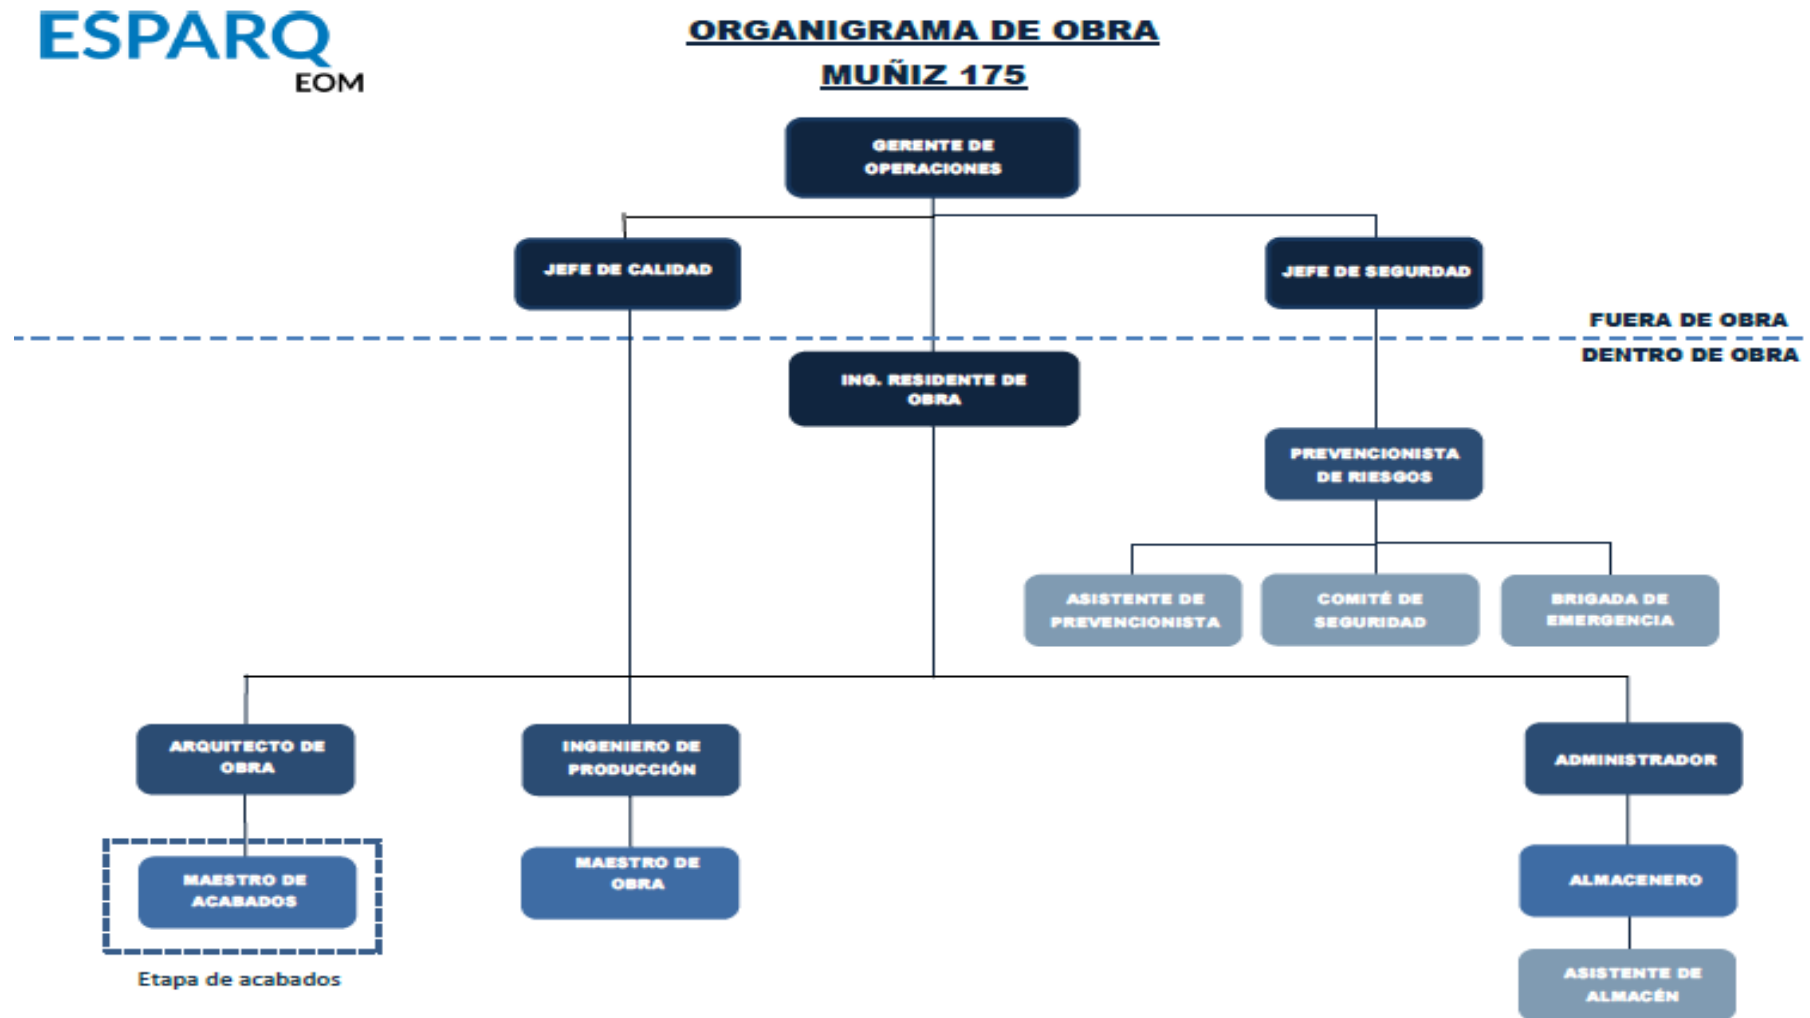 ESPARQ
EOM
ORGANIGRAMA DE OBRA
MUÑIZ 175
GERENTE DE
OPERACIONES
JEFE DE CALIDAD
JEFE DE SEGURDAD
FUERA DE OBRA
DENTRO DE OBRA
ING. RESIDENTE DE
OBRA
PREVENCIONISTA
DE RIESGOS
ASISTENTE DE
PREVENCIONISTA
COMITÉ DE
SEGURIDAD
BRIGADA DE
EMERGENCIA
ARQUITECTO DE
OBRA
INGENIERO DE
PRODUCCIÓN
ADMINISTRADOR
MAESTRO DE
ACABADOS
MAESTRO DE
OBRA
ALMACENERO
Etapa de acabados
ASISTENTE DE
ALMACÉN